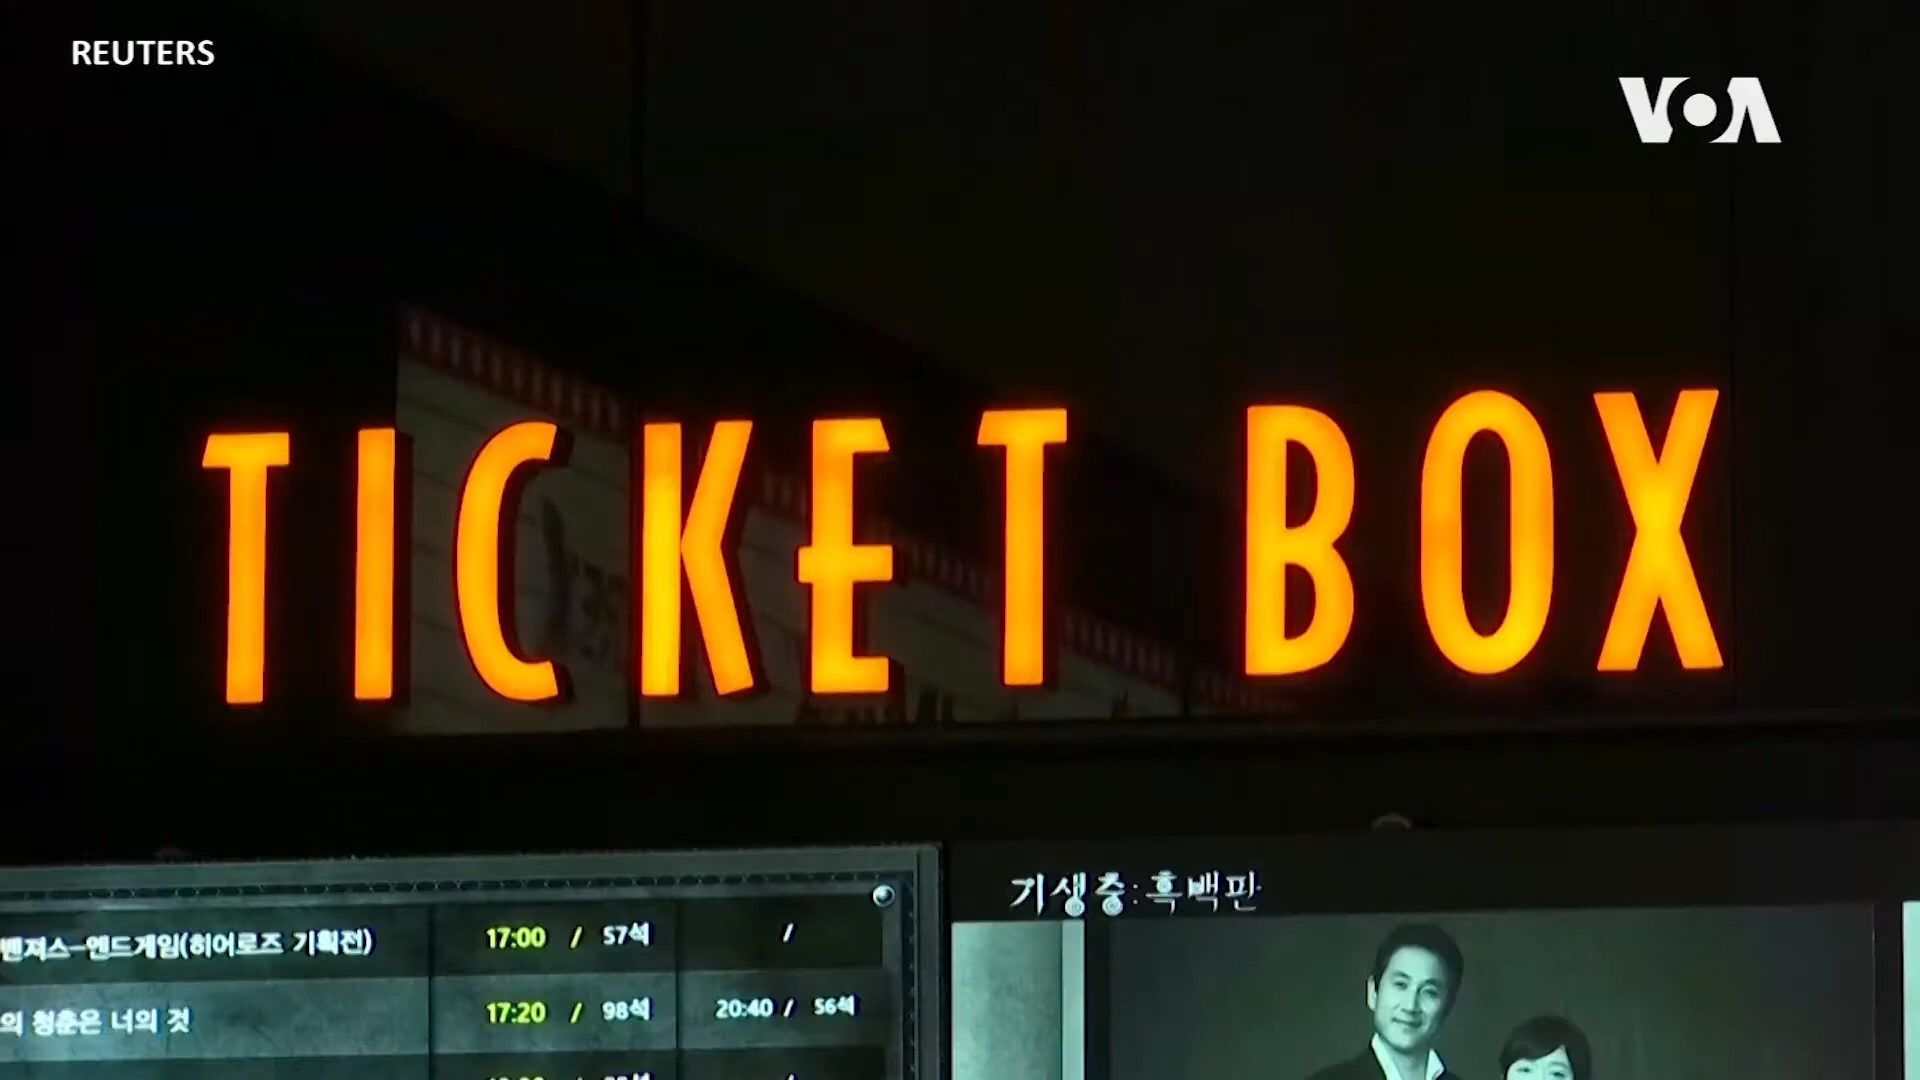 REUTERS
VOA
TICKET BOX
기생충:흑백판
벤져스-엔드게임(히어로즈 기획전) 17:00 / 57석 /
의 청춘은 너의 것 17:20 / 98석 20:40 / 56석